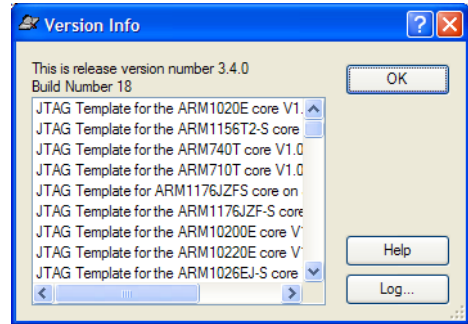 Version Info
This is release version number 3.4.0
Build Number 18
OK
JTAG Template for the ARM1020E core V1.
JTAG Template for the ARM1156T2-S core
JTAG Template for the ARM740T core V1.0
JTAG Template for the ARM710T core V1.0
JTAG Template for ARM1176JZFS core on
JTAG Template for the ARM1176JZF-S core
JTAG Template for the ARM10200E core V
JTAG Template for the ARM10220E core V
JTAG Template for the ARM1026EJ-S core
Help
Log...